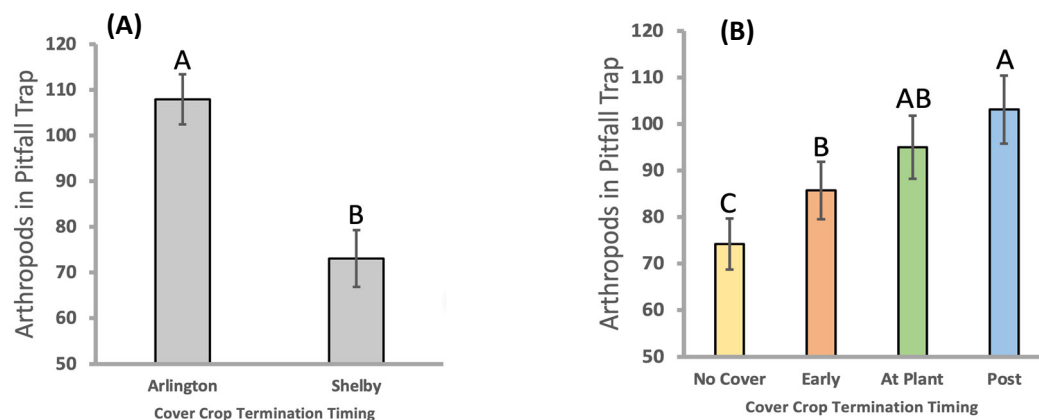 (A)
Arthropods in Pitfall Trap
120
110
100
90
80
70
60
50
A
B
Arlington Shelby
Cover Crop Termination Timing
(B)
Arthropods in Pitfall Trap
120
110
100
90
80
70
60
50
C
B
AB
A
No Cover Early At Plant Post
Cover Crop Termination Timing